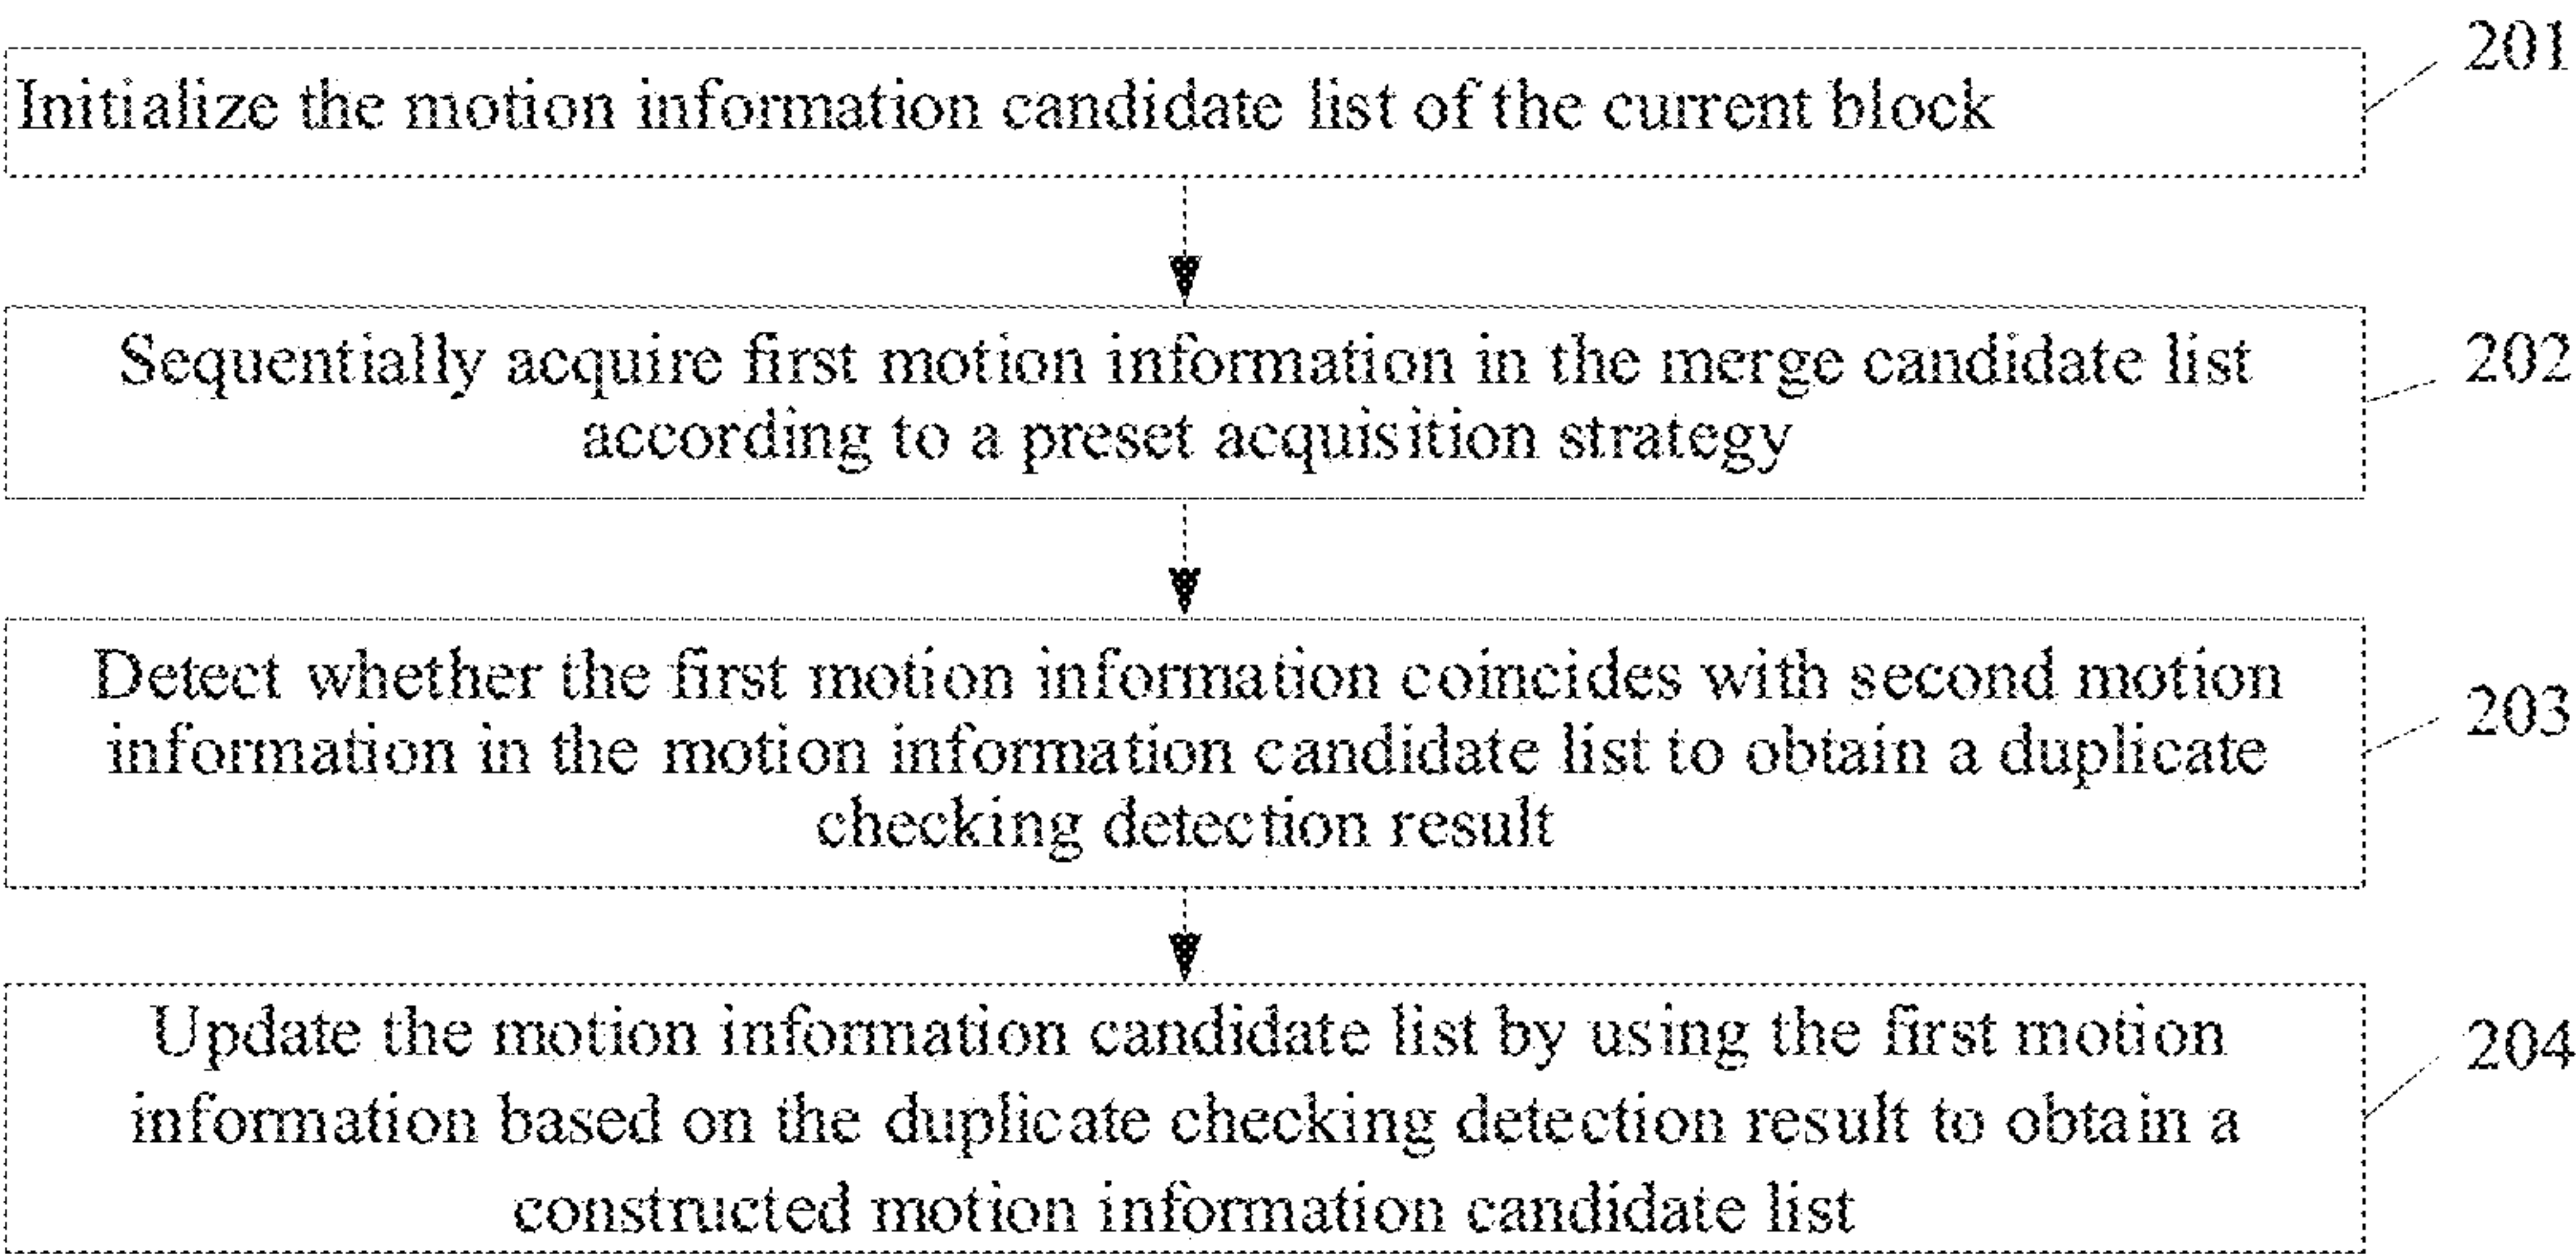 201
Initialize the motion information candidate list of the current block
Sequentially acquire first motion information in the merge candidate list
according to a preset acquisition strategy
202
Detect whether the first motion information coincides with second motion
information in the motion information candidate list to obtain a duplicate
checking detection result
203
Update the motion information candidate list by using the first motion
information based on the duplicate checking detection result to obtain a
constructed motion information candidate list
204